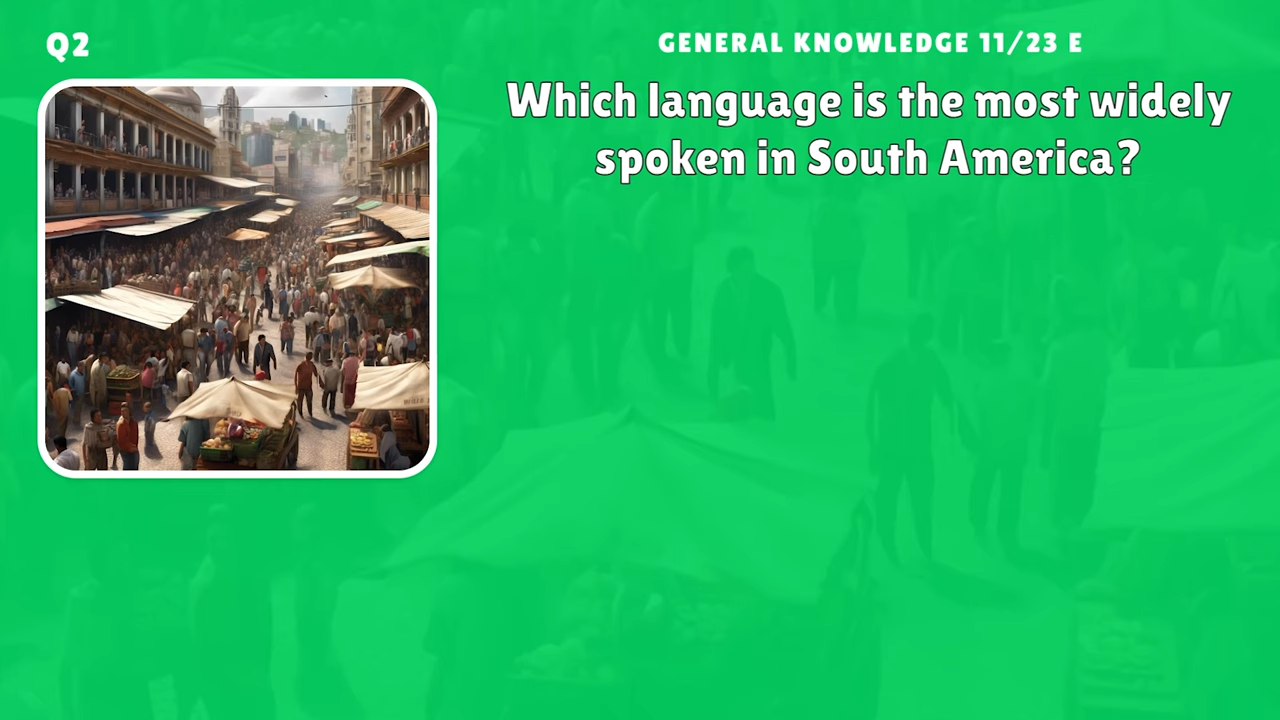 Q2
GENERAL KNOWLEDGE 11/23 E
Which language is the most widely
spoken in South America?